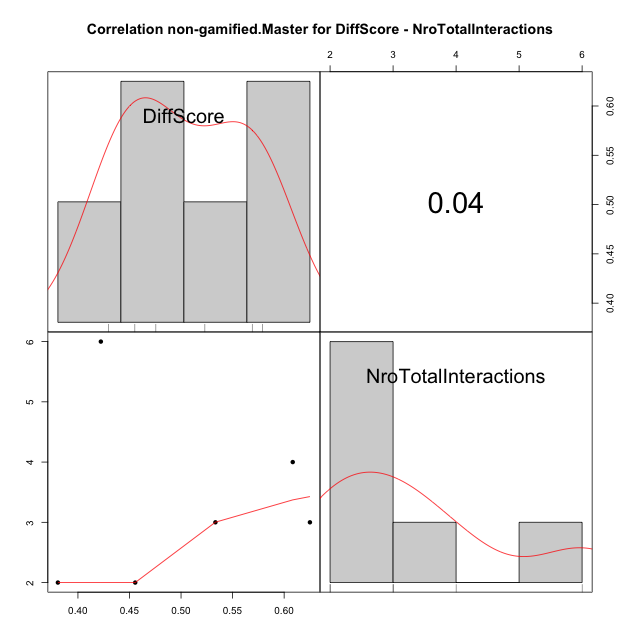 Correlation non-gamified.Master for DiffScore - NroTotalInteractions
2 3 4 5 6
DiffScore
0.04
0.40 0.45 0.50 0.55 0.60
2 3 4 5 6
NroTotalInteractions
0.40 0.45 0.50 0.55 0.60